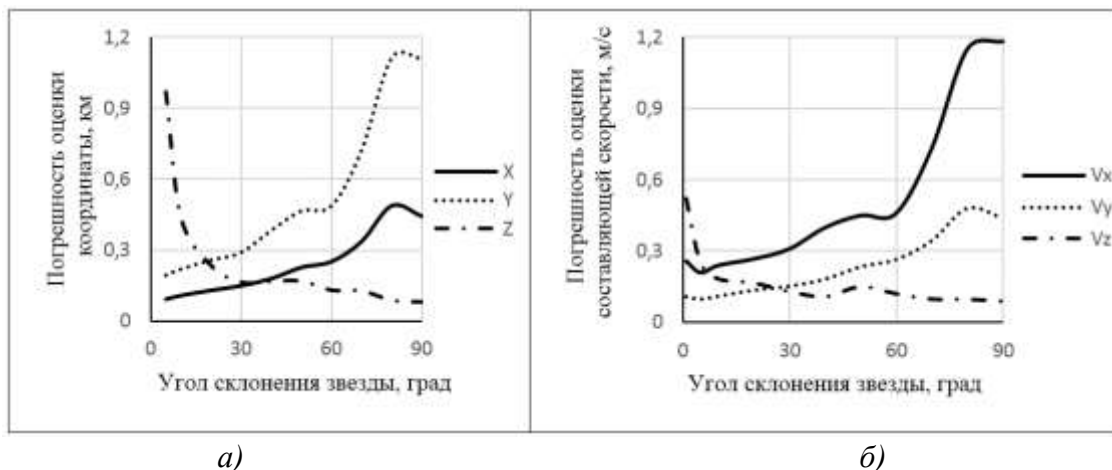 Погрешность оценки
координаты, км
1,2
0,9
0,6
0,3
0
0 30 60 90
Угол склонения звезды, град
X
Y
Z
а)
Погрешность оценки
составляющей скорости, м/с
1,2
0,9
0,6
0,3
0
0 30 60 90
Угол склонения звезды, град
Vx
Vy
Vz
б)